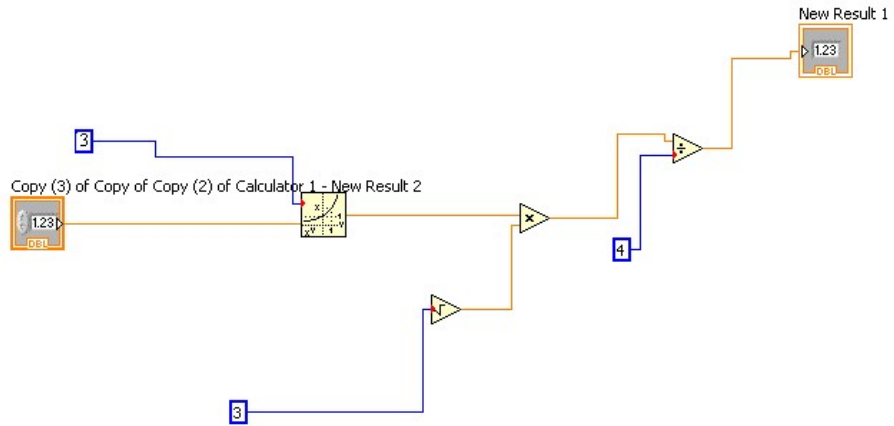 New Result 1
1.23
DBL
3
÷
Copy (3) of Copy of Copy (2) of Calculator 1 - New Result 2
1.23
DBL
x
x
4
√
3